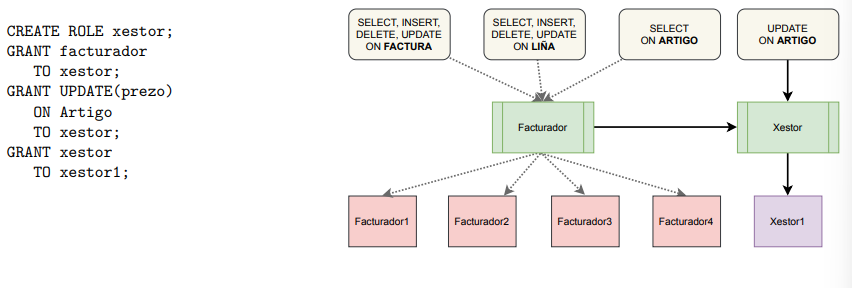 CREATE ROLE xestor;
GRANT facturador
TO xestor;
GRANT UPDATE(prezo)
ON Artigo
TO xestor;
GRANT xestor
TO xestor1;
SELECT, INSERT,
DELETE, UPDATE
ON FACTURA
SELECT, INSERT,
DELETE, UPDATE
ON LIÑA
SELECT
ON ARTIGO
UPDATE
ON ARTIGO
Facturador
Xestor
Facturador1
Facturador2
Facturador3
Facturador4
Xestor1